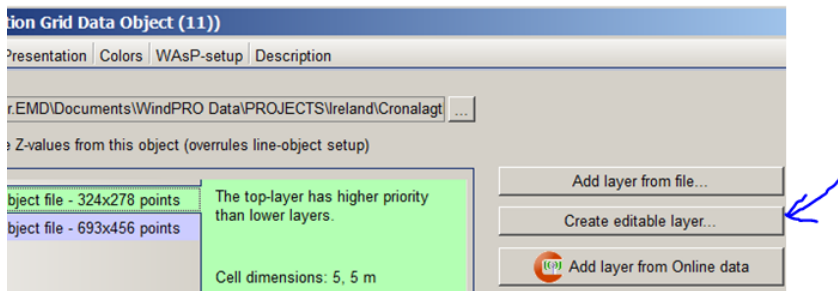 tion Grid Data Object (11))
Presentation Colors WAsP-setup Description
r.EMD\Documents\WindPRO Data\PROJECTS\Ireland\Cronalagt ...
Z-values from this object (overrules line-object setup)
Add layer from file...
bject file - 324x278 points
The top-layer has higher priority
than lower layers.
Create editable layer...
bject file - 693x456 points
Add layer from Online data
Cell dimensions: 5, 5 m